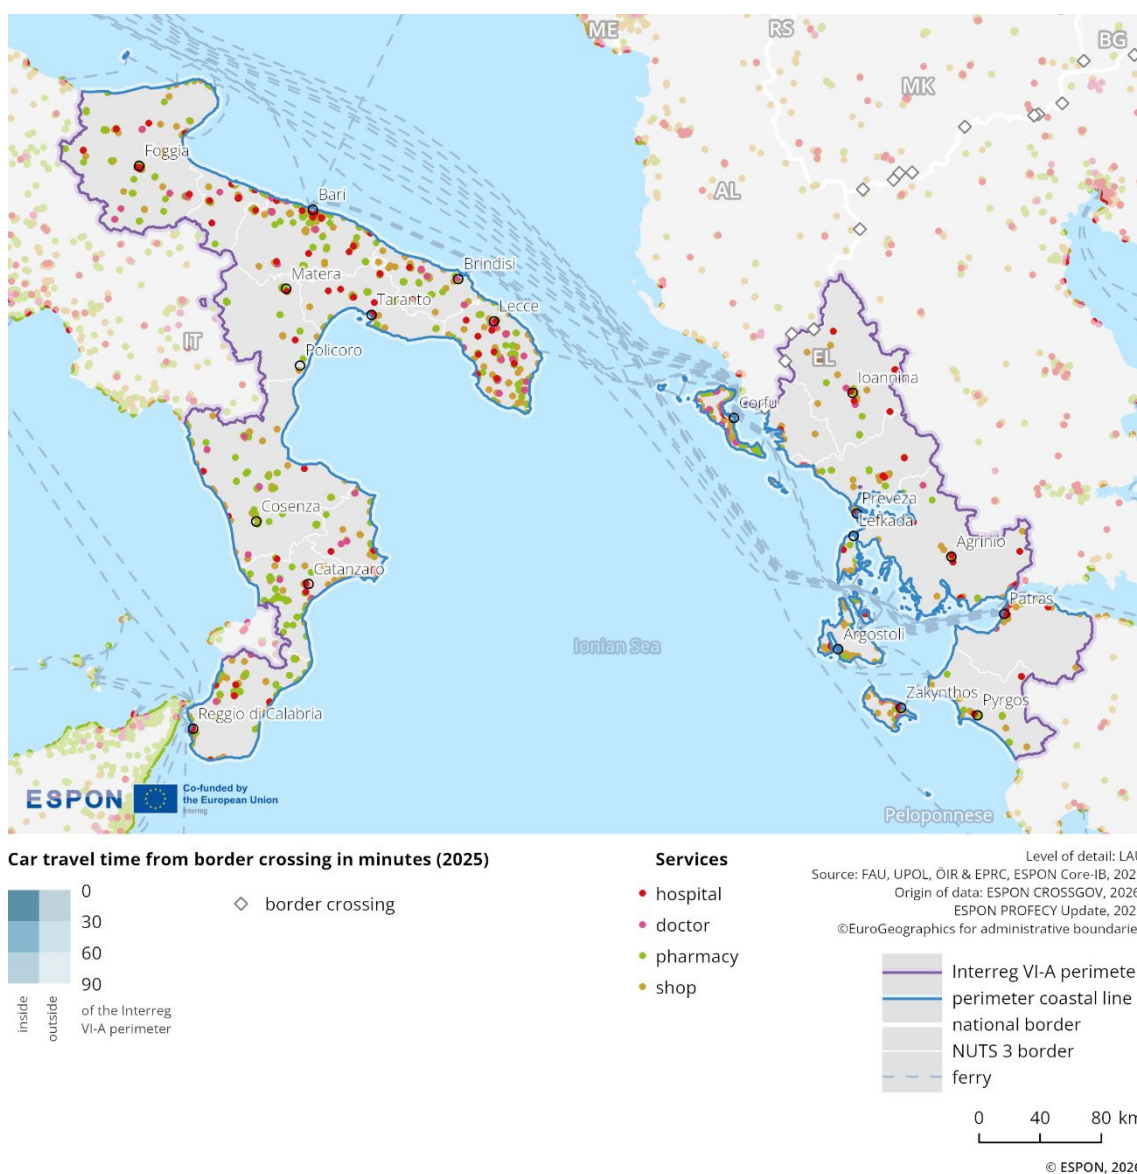 ME
RS
BG
MK
AL
IT
EL
Foggia
Bari
Matera
Brindisi
Taranto
Lecce
Policoro
Cosenza
Catanzaro
Reggio di Calabria
Corfu
Ioannina
Preveza
Lefkada
Agrinio
Patras
Argostoli
Zakynthos
Pyrgos
Ionian Sea
Peloponnese
ESPON
Co-funded by
the European Union
Interreg
Car travel time from border crossing in minutes (2025)
0
30
60
90
inside
outside
of the Interreg
VI-A perimeter
border crossing
Services
hospital
doctor
pharmacy
shop
Level of detail: LAU
Source: FAU, UPOL, ÖIR & EPRC, ESPON Core-IB, 202
Origin of data: ESPON CROSSGOV, 2026
ESPON PROFECY Update, 202
©EuroGeographics for administrative boundarie
Interreg VI-A perimete
perimeter coastal line
national border
NUTS 3 border
ferry
0 40 80 km
© ESPON, 2026